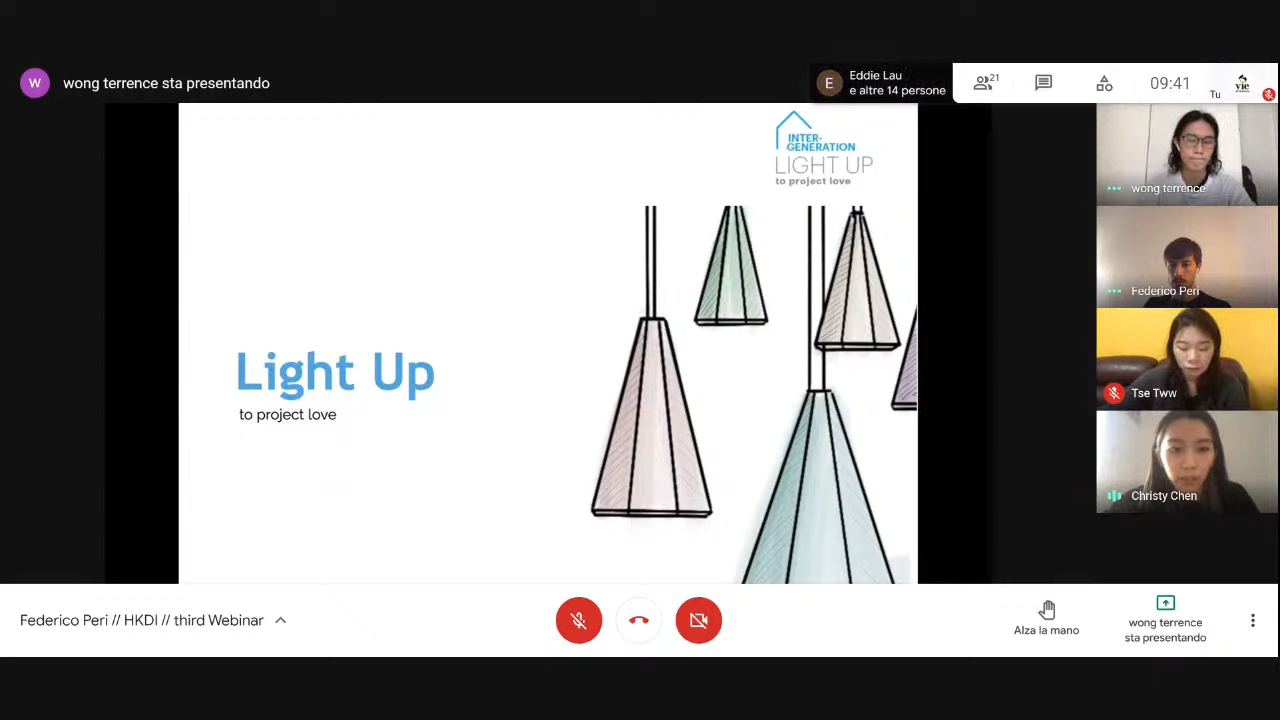 W
wong terrence sta presentando
E
Eddie Lau
e altre 14 persone
21
09:41
Tu
vie
INTER-
GENERATION
LIGHT UP
to project love
Light Up
to project love
wong terrence
Federico Peri
Tse Tww
Christy Chen
Federico Peri // HKDI // third Webinar
Alza la mano
wong terrence
sta presentando